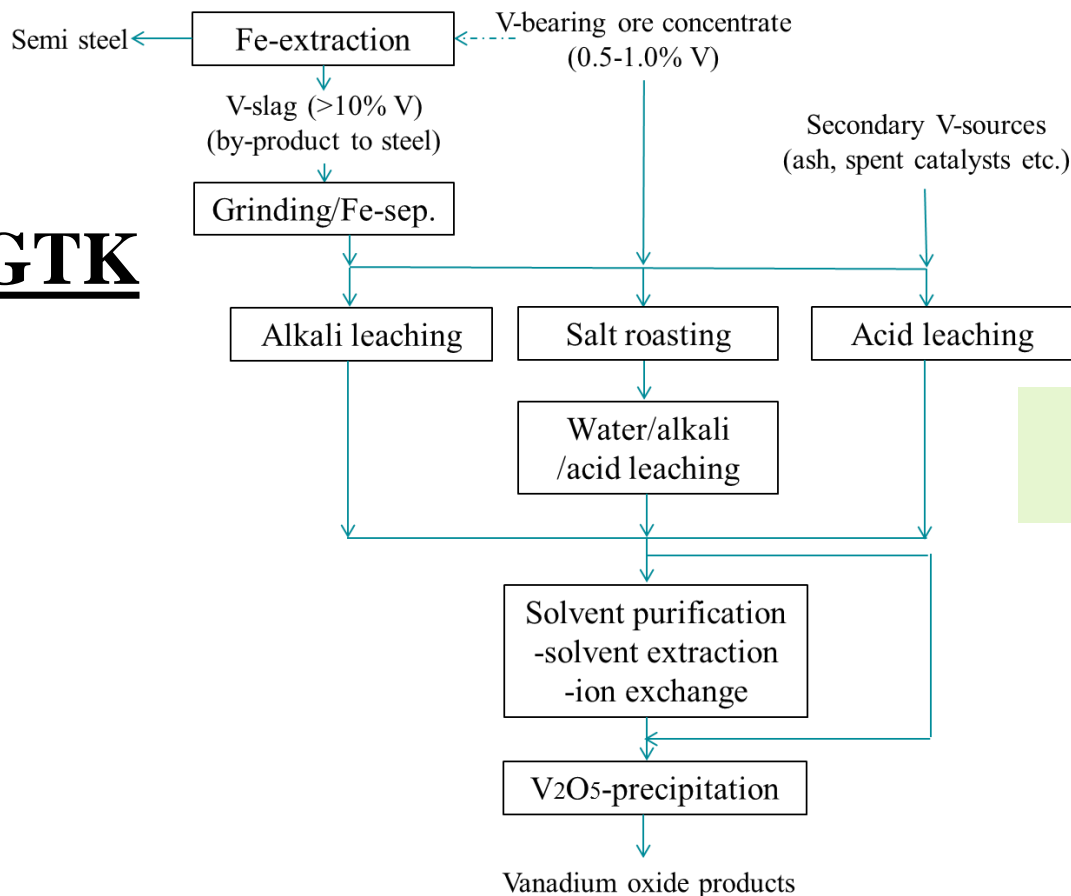 V-bearing ore concentrate
(0.5-1.0% V)
Semi steel
Fe-extraction
V-slag (>10% V)
(by-product to steel)
Secondary V-sources
(ash, spent catalysts etc.)
Grinding/Fe-sep.
GTK
Alkali leaching
Salt roasting
Acid leaching
Water/alkali
/acid leaching
Solvent purification
-solvent extraction
-ion exchange
V2O5-precipitation
Vanadium oxide products